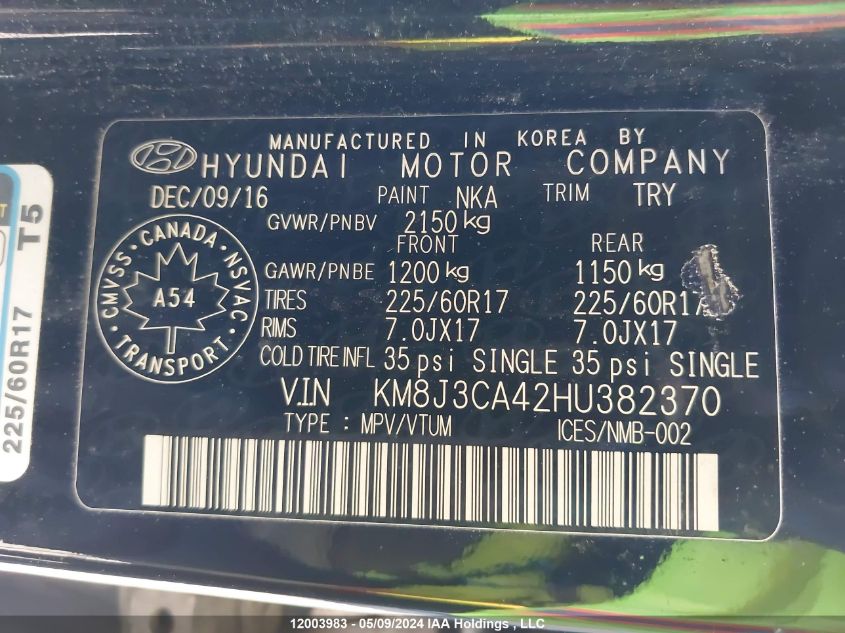 MANUFACTURED IN KOREA BY
HYUNDAI MOTOR COMPANY
DEC/09/16 PAINT NKA TRIM TRY
GVWR/PNBV 2150 kg
FRONT REAR
GAWR/PNBE 1200 kg 1150 kg
TIRES 225/60R17 225/60R17
RIMS 7.0JX17 7.0JX17
COLD TIRE INFL 35 psi SINGLE 35 psi SINGLE
V.I.N KM8J3CA42HU382370
TYPE : MPV/VTUM ICES/NMB-002
CMVSS · CANADA · NSVAC
A54
TRANSPORT
225/60R17 T5
12003983 - 05/09/2024 IAA Holdings, LLC